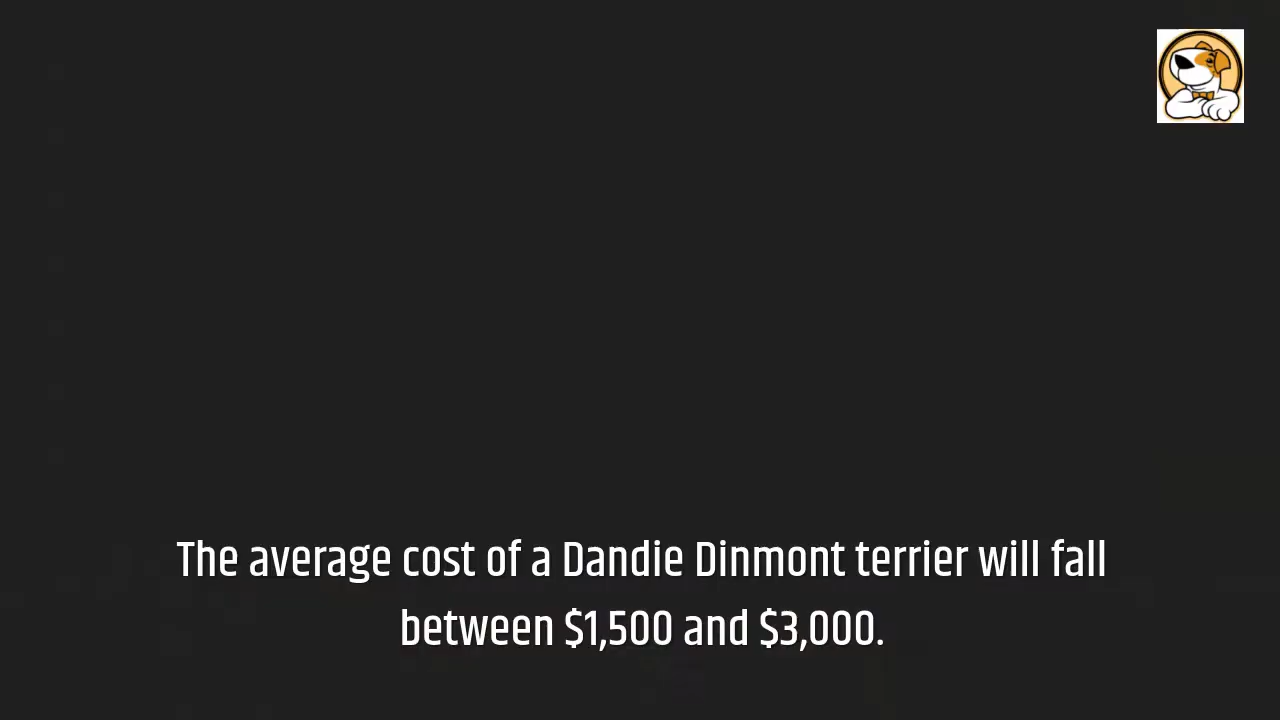 The average cost of a Dandie Dinmont terrier will fall
between $1,500 and $3,000.